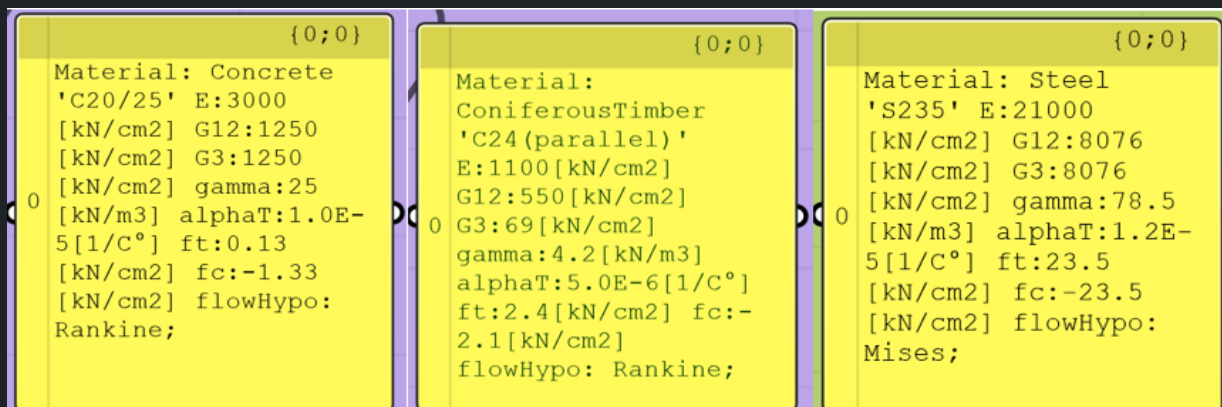 {0;0}
0
Material: Concrete
'C20/25' E:3000
[kN/cm2] G12:1250
[kN/cm2] G3:1250
[kN/cm2] gamma:25
[kN/m3] alphaT:1.0E-
5[1/C°] ft:0.13
[kN/cm2] fc:-1.33
[kN/cm2] flowHypo:
Rankine;
{0;0}
0
Material:
ConiferousTimber
'C24(parallel)'
E:1100[kN/cm2]
G12:550[kN/cm2]
G3:69[kN/cm2]
gamma:4.2[kN/m3]
alphaT:5.0E-6[1/C°]
ft:2.4[kN/cm2] fc:-
2.1[kN/cm2]
flowHypo: Rankine;
{0;0}
0
Material: Steel
'S235' E:21000
[kN/cm2] G12:8076
[kN/cm2] G3:8076
[kN/cm2] gamma:78.5
[kN/m3] alphaT:1.2E-
5[1/C°] ft:23.5
[kN/cm2] fc:-23.5
[kN/cm2] flowHypo:
Mises;